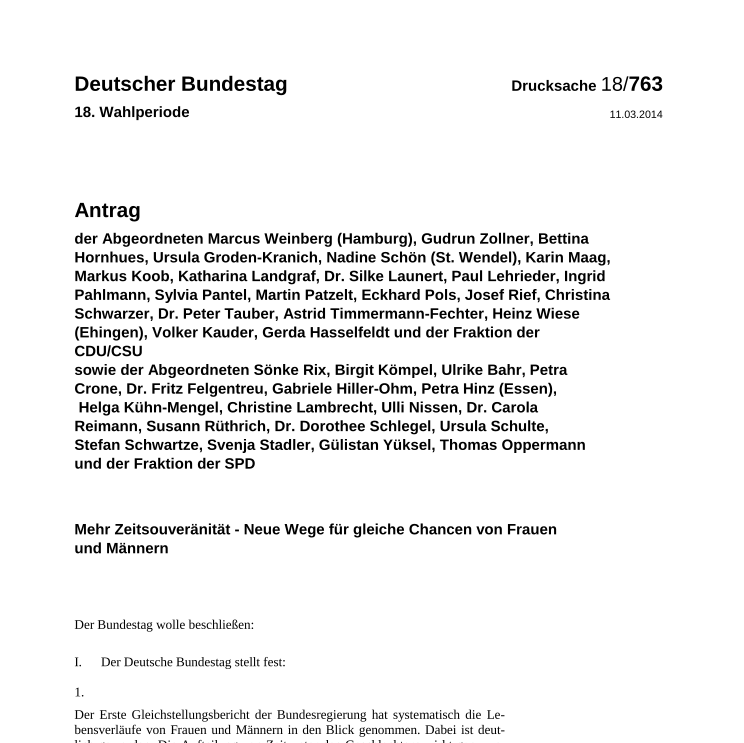 Deutscher Bundestag Drucksache 18/763
18. Wahlperiode 11.03.2014
Antrag
der Abgeordneten Marcus Weinberg (Hamburg), Gudrun Zollner, Bettina
Hornhues, Ursula Groden-Kranich, Nadine Schön (St. Wendel), Karin Maag,
Markus Koob, Katharina Landgraf, Dr. Silke Launert, Paul Lehrieder, Ingrid
Pahlmann, Sylvia Pantel, Martin Patzelt, Eckhard Pols, Josef Rief, Christina
Schwarzer, Dr. Peter Tauber, Astrid Timmermann-Fechter, Heinz Wiese
(Ehingen), Volker Kauder, Gerda Hasselfeldt und der Fraktion der
CDU/CSU
sowie der Abgeordneten Sönke Rix, Birgit Kömpel, Ulrike Bahr, Petra
Crone, Dr. Fritz Felgentreu, Gabriele Hiller-Ohm, Petra Hinz (Essen),
Helga Kühn-Mengel, Christine Lambrecht, Ulli Nissen, Dr. Carola
Reimann, Susann Rüthrich, Dr. Dorothee Schlegel, Ursula Schulte,
Stefan Schwartze, Svenja Stadler, Gülistan Yüksel, Thomas Oppermann
und der Fraktion der SPD
Mehr Zeitsouveränität - Neue Wege für gleiche Chancen von Frauen
und Männern
Der Bundestag wolle beschließen:
I. Der Deutsche Bundestag stellt fest:
1.
Der Erste Gleichstellungsbericht der Bundesregierung hat systematisch die Le-
bensverläufe von Frauen und Männern in den Blick genommen. Dabei ist deut-